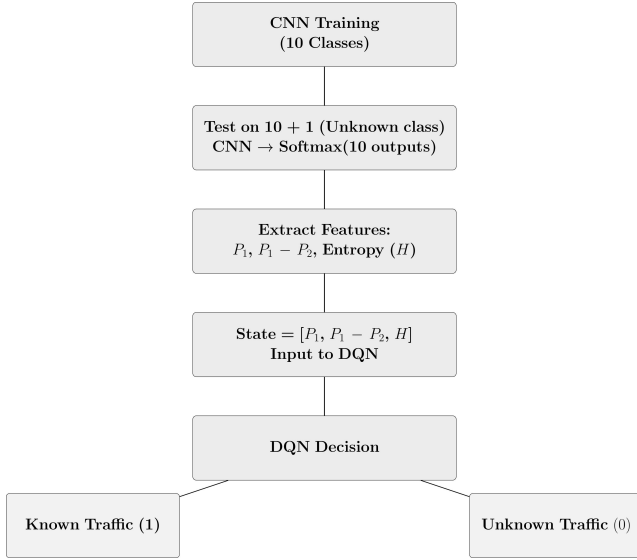 CNN Training
(10 Classes)
Test on 10 + 1 (Unknown class)
CNN → Softmax(10 outputs)
Extract Features:
P₁, P₁ − P₂, Entropy (H)
State = [P₁, P₁ − P₂, H]
Input to DQN
DQN Decision
Known Traffic (1)
Unknown Traffic (0)